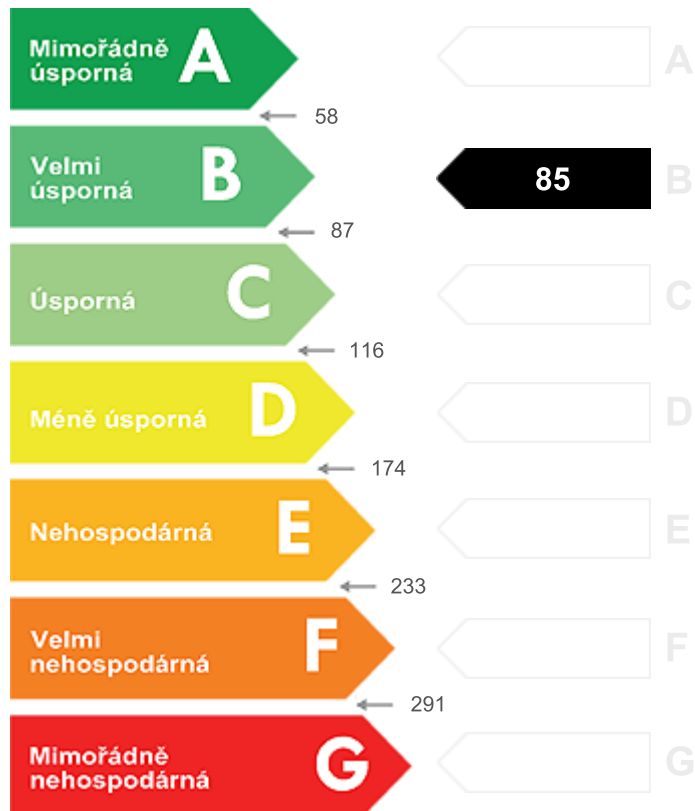 Mimořádně
úsporná
A
A
58
Velmi
úsporná
B
85
B
87
Úsporná
C
C
116
Méně úsporná
D
D
174
Nehospodárná
E
E
233
Velmi
nehospodárná
F
F
291
Mimořádně
nehospodárná
G
G